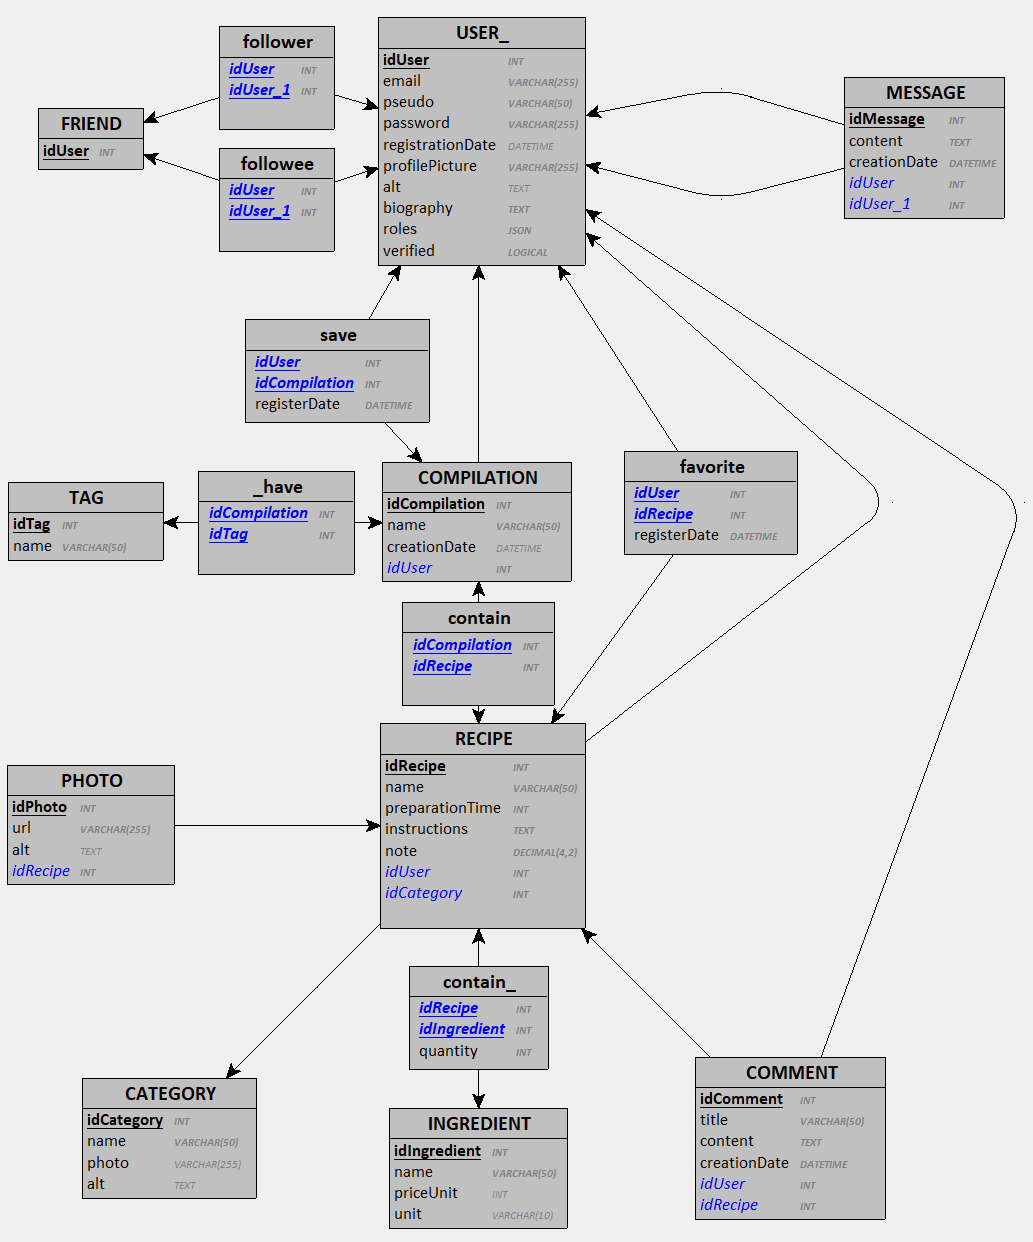 follower
idUser INT
idUser_1 INT
USER_
idUser INT
email VARCHAR(255)
pseudo VARCHAR(50)
password VARCHAR(255)
registrationDate DATETIME
profilePicture VARCHAR(255)
alt TEXT
biography TEXT
roles JSON
verified LOGICAL
MESSAGE
idMessage INT
content TEXT
creationDate DATETIME
idUser INT
idUser_1 INT
FRIEND
idUser INT
followee
idUser INT
idUser_1 INT
save
idUser INT
idCompilation INT
registerDate DATETIME
TAG
idTag INT
name VARCHAR(50)
_have
idCompilation INT
idTag INT
COMPILATION
idCompilation INT
name VARCHAR(50)
creationDate DATETIME
idUser INT
favorite
idUser INT
idRecipe INT
registerDate DATETIME
contain
idCompilation INT
idRecipe INT
PHOTO
idPhoto INT
url VARCHAR(255)
alt TEXT
idRecipe INT
RECIPE
idRecipe INT
name VARCHAR(50)
preparationTime INT
instructions TEXT
note DECIMAL(4,2)
idUser INT
idCategory INT
contain_
idRecipe INT
idIngredient INT
quantity INT
CATEGORY
idCategory INT
name VARCHAR(50)
photo VARCHAR(255)
alt TEXT
INGREDIENT
idIngredient INT
name VARCHAR(50)
priceUnit INT
unit VARCHAR(10)
COMMENT
idComment INT
title VARCHAR(50)
content TEXT
creationDate DATETIME
idUser INT
idRecipe INT